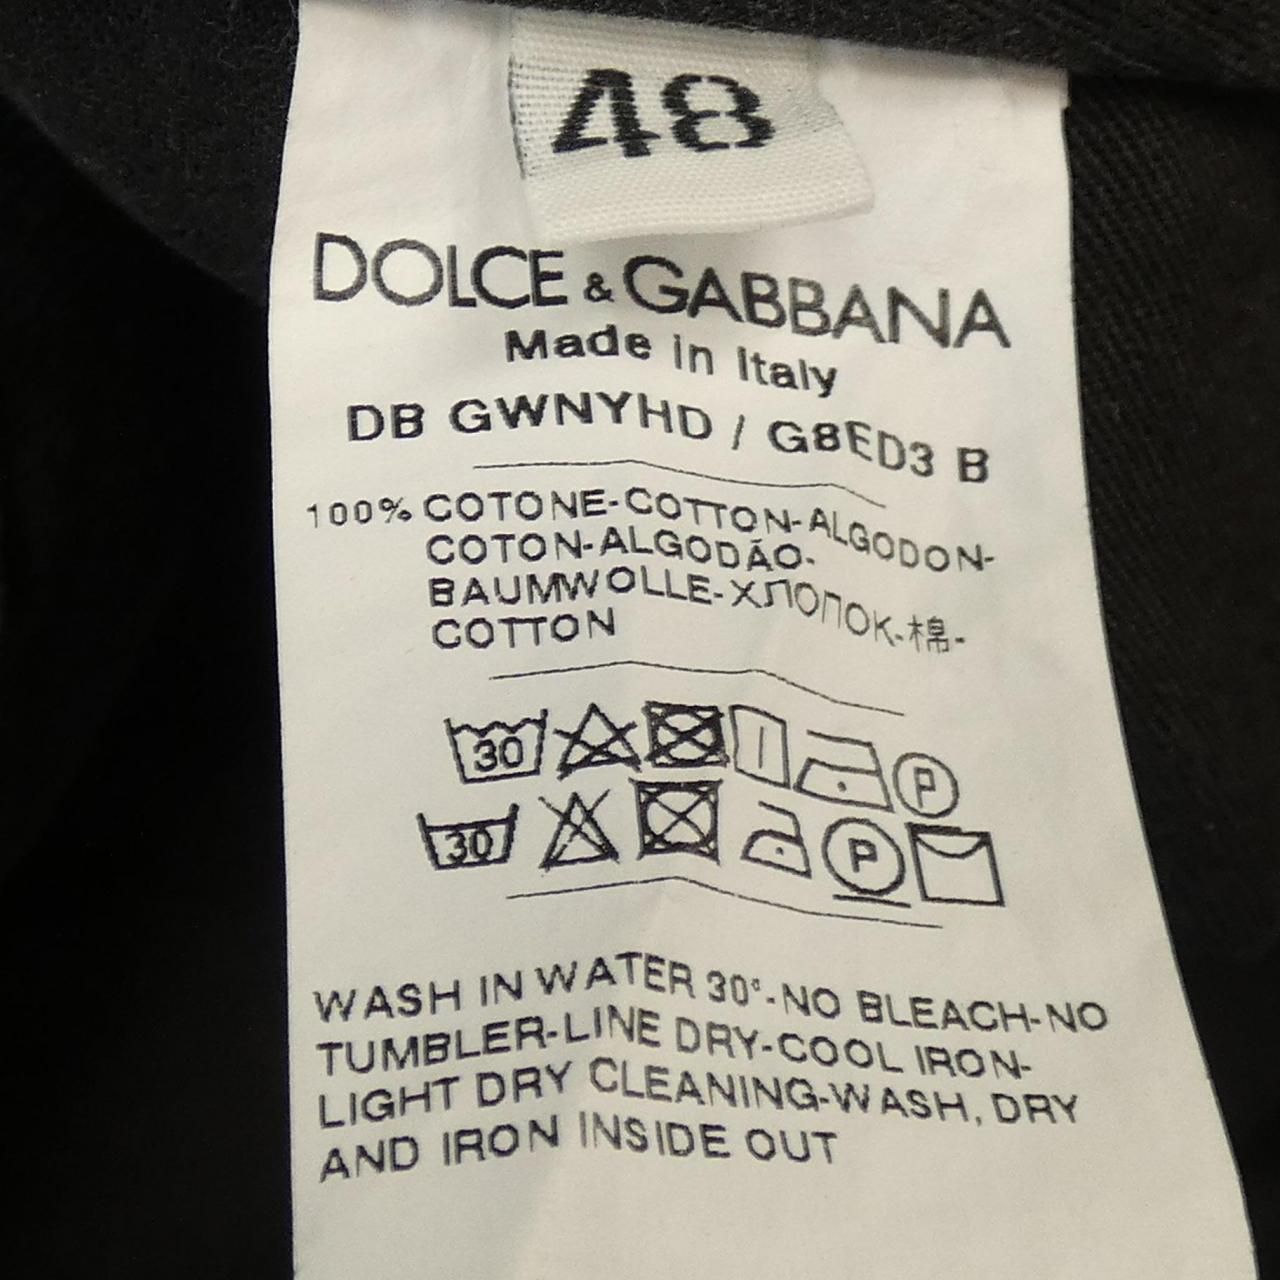 48
DOLCE & GABBANA
Made in Italy
DB GWNYHD / G8ED3 B
100% COTONE-COTTON-ALGODON-
COTON-ALGODÃO-
BAUMWOLLE-ХЛОПОК-棉-
COTTON
30 P
30 P
WASH IN WATER 30°-NO BLEACH-NO
TUMBLER-LINE DRY-COOL IRON-
LIGHT DRY CLEANING-WASH, DRY
AND IRON INSIDE OUT